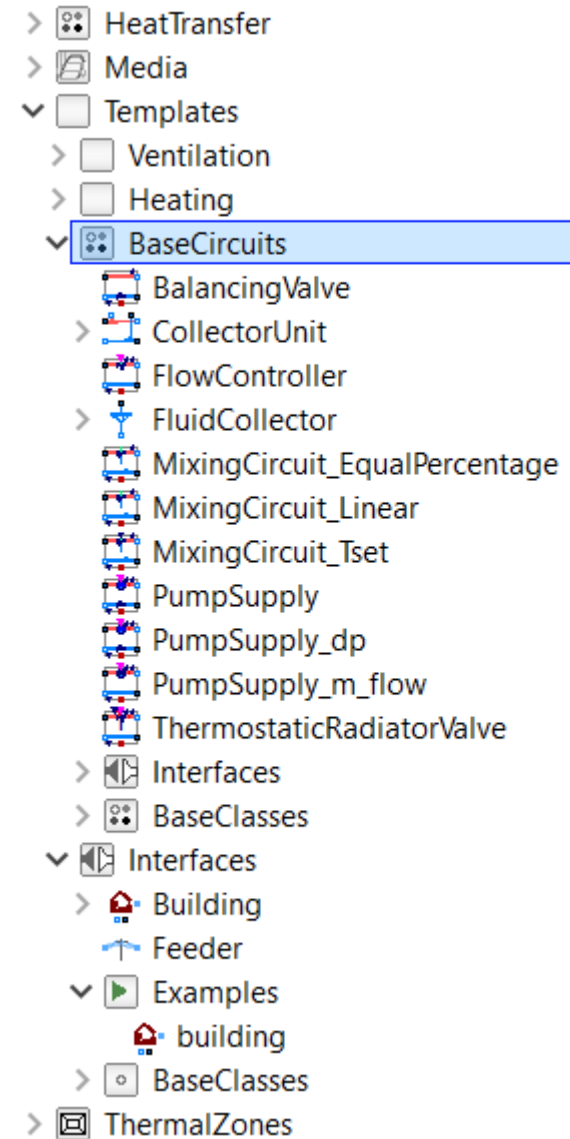 HeatTransfer
Media
Templates
Ventilation
Heating
BaseCircuits
BalancingValve
CollectorUnit
FlowController
FluidCollector
MixingCircuit_EqualPercentage
MixingCircuit_Linear
MixingCircuit_Tset
PumpSupply
PumpSupply_dp
PumpSupply_m_flow
ThermostaticRadiatorValve
Interfaces
BaseClasses
Interfaces
Building
Feeder
Examples
building
BaseClasses
ThermalZones